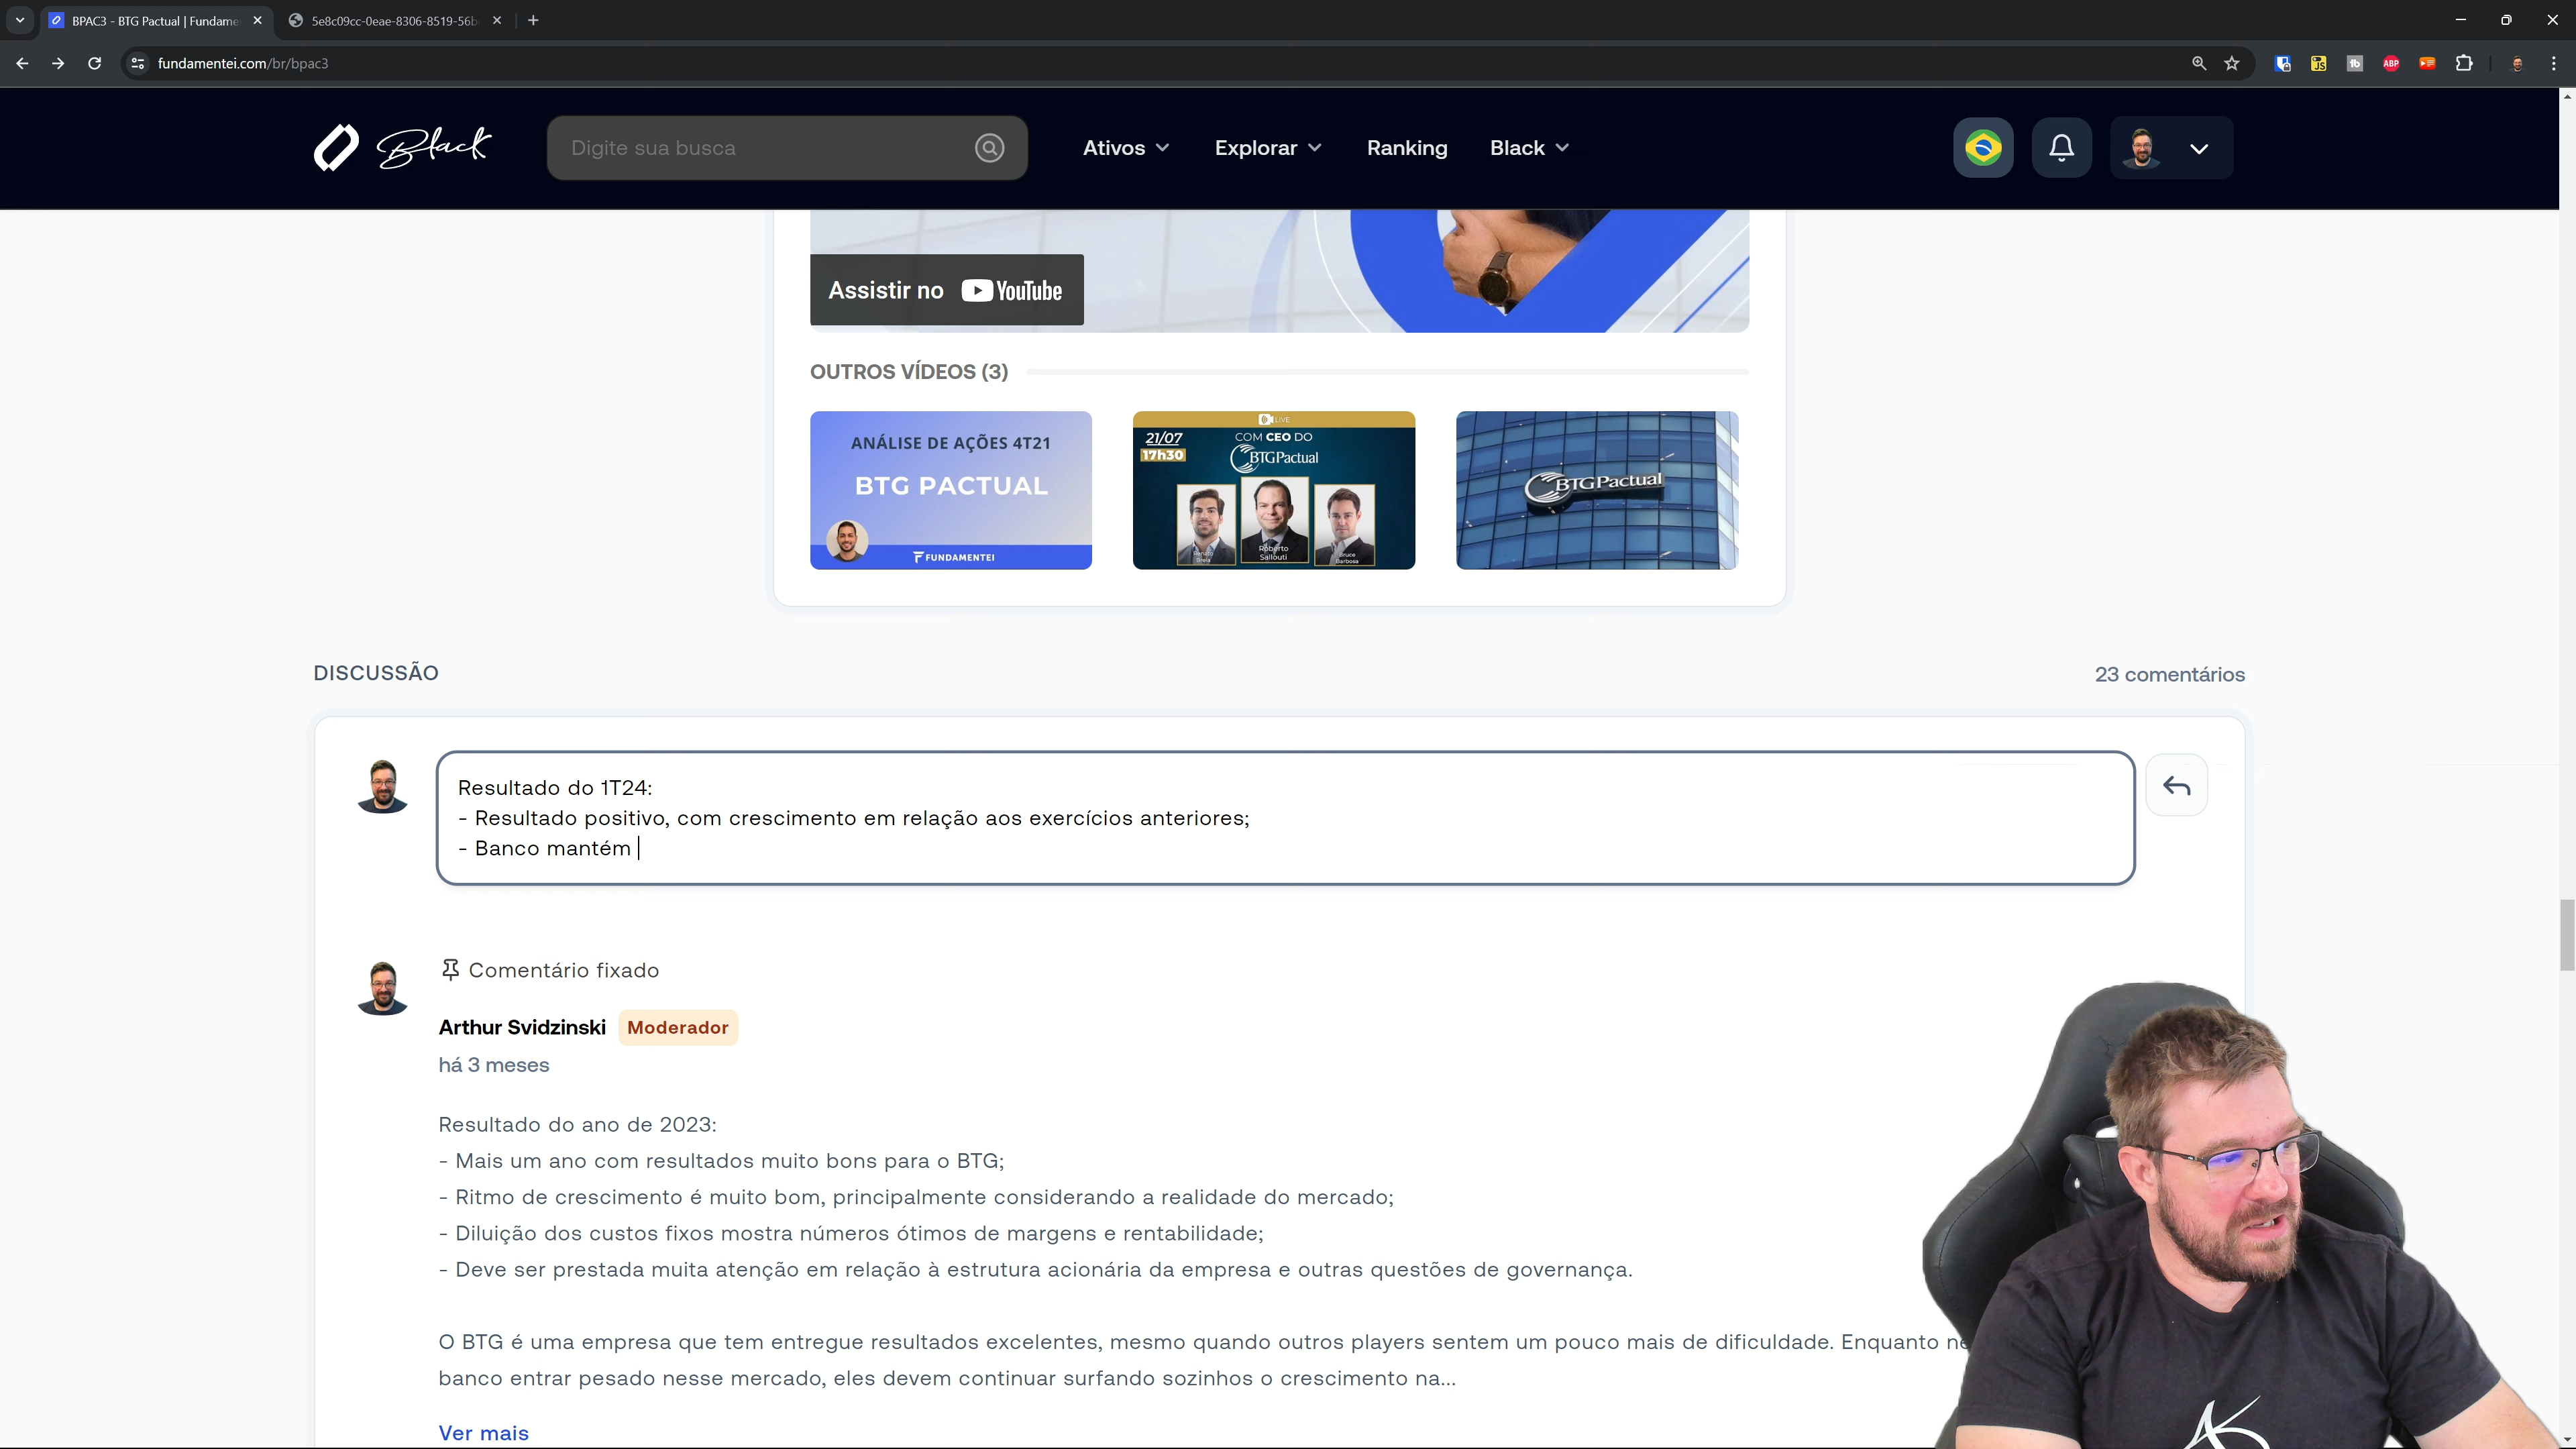 BPAC3 - BTG Pactual | Fundame
5e8c09cc-0eae-8306-8519-56b
fundamentei.com/br/bpac3
Black
Digite sua busca
Ativos
Explorar
Ranking
Black
Assistir no YouTube
OUTROS VÍDEOS (3)
ANÁLISE DE AÇÕES 4T21
BTG PACTUAL
FUNDAMENTEI
LIVE
21/07
17h30
COM CEO DO
BTGPactual
Roberto
Sallouti
Bruce
Barbosa
BTGPactual
DISCUSSÃO
23 comentários
Resultado do 1T24:
- Resultado positivo, com crescimento em relação aos exercícios anteriores;
- Banco mantém
Comentário fixado
Arthur Svidzinski Moderador
há 3 meses
Resultado do ano de 2023:
- Mais um ano com resultados muito bons para o BTG;
- Ritmo de crescimento é muito bom, principalmente considerando a realidade do mercado;
- Diluição dos custos fixos mostra números ótimos de margens e rentabilidade;
- Deve ser prestada muita atenção em relação à estrutura acionária da empresa e outras questões de governança.
O BTG é uma empresa que tem entregue resultados excelentes, mesmo quando outros players sentem um pouco mais de dificuldade. Enquanto ne
banco entrar pesado nesse mercado, eles devem continuar surfando sozinhos o crescimento na...
Ver mais